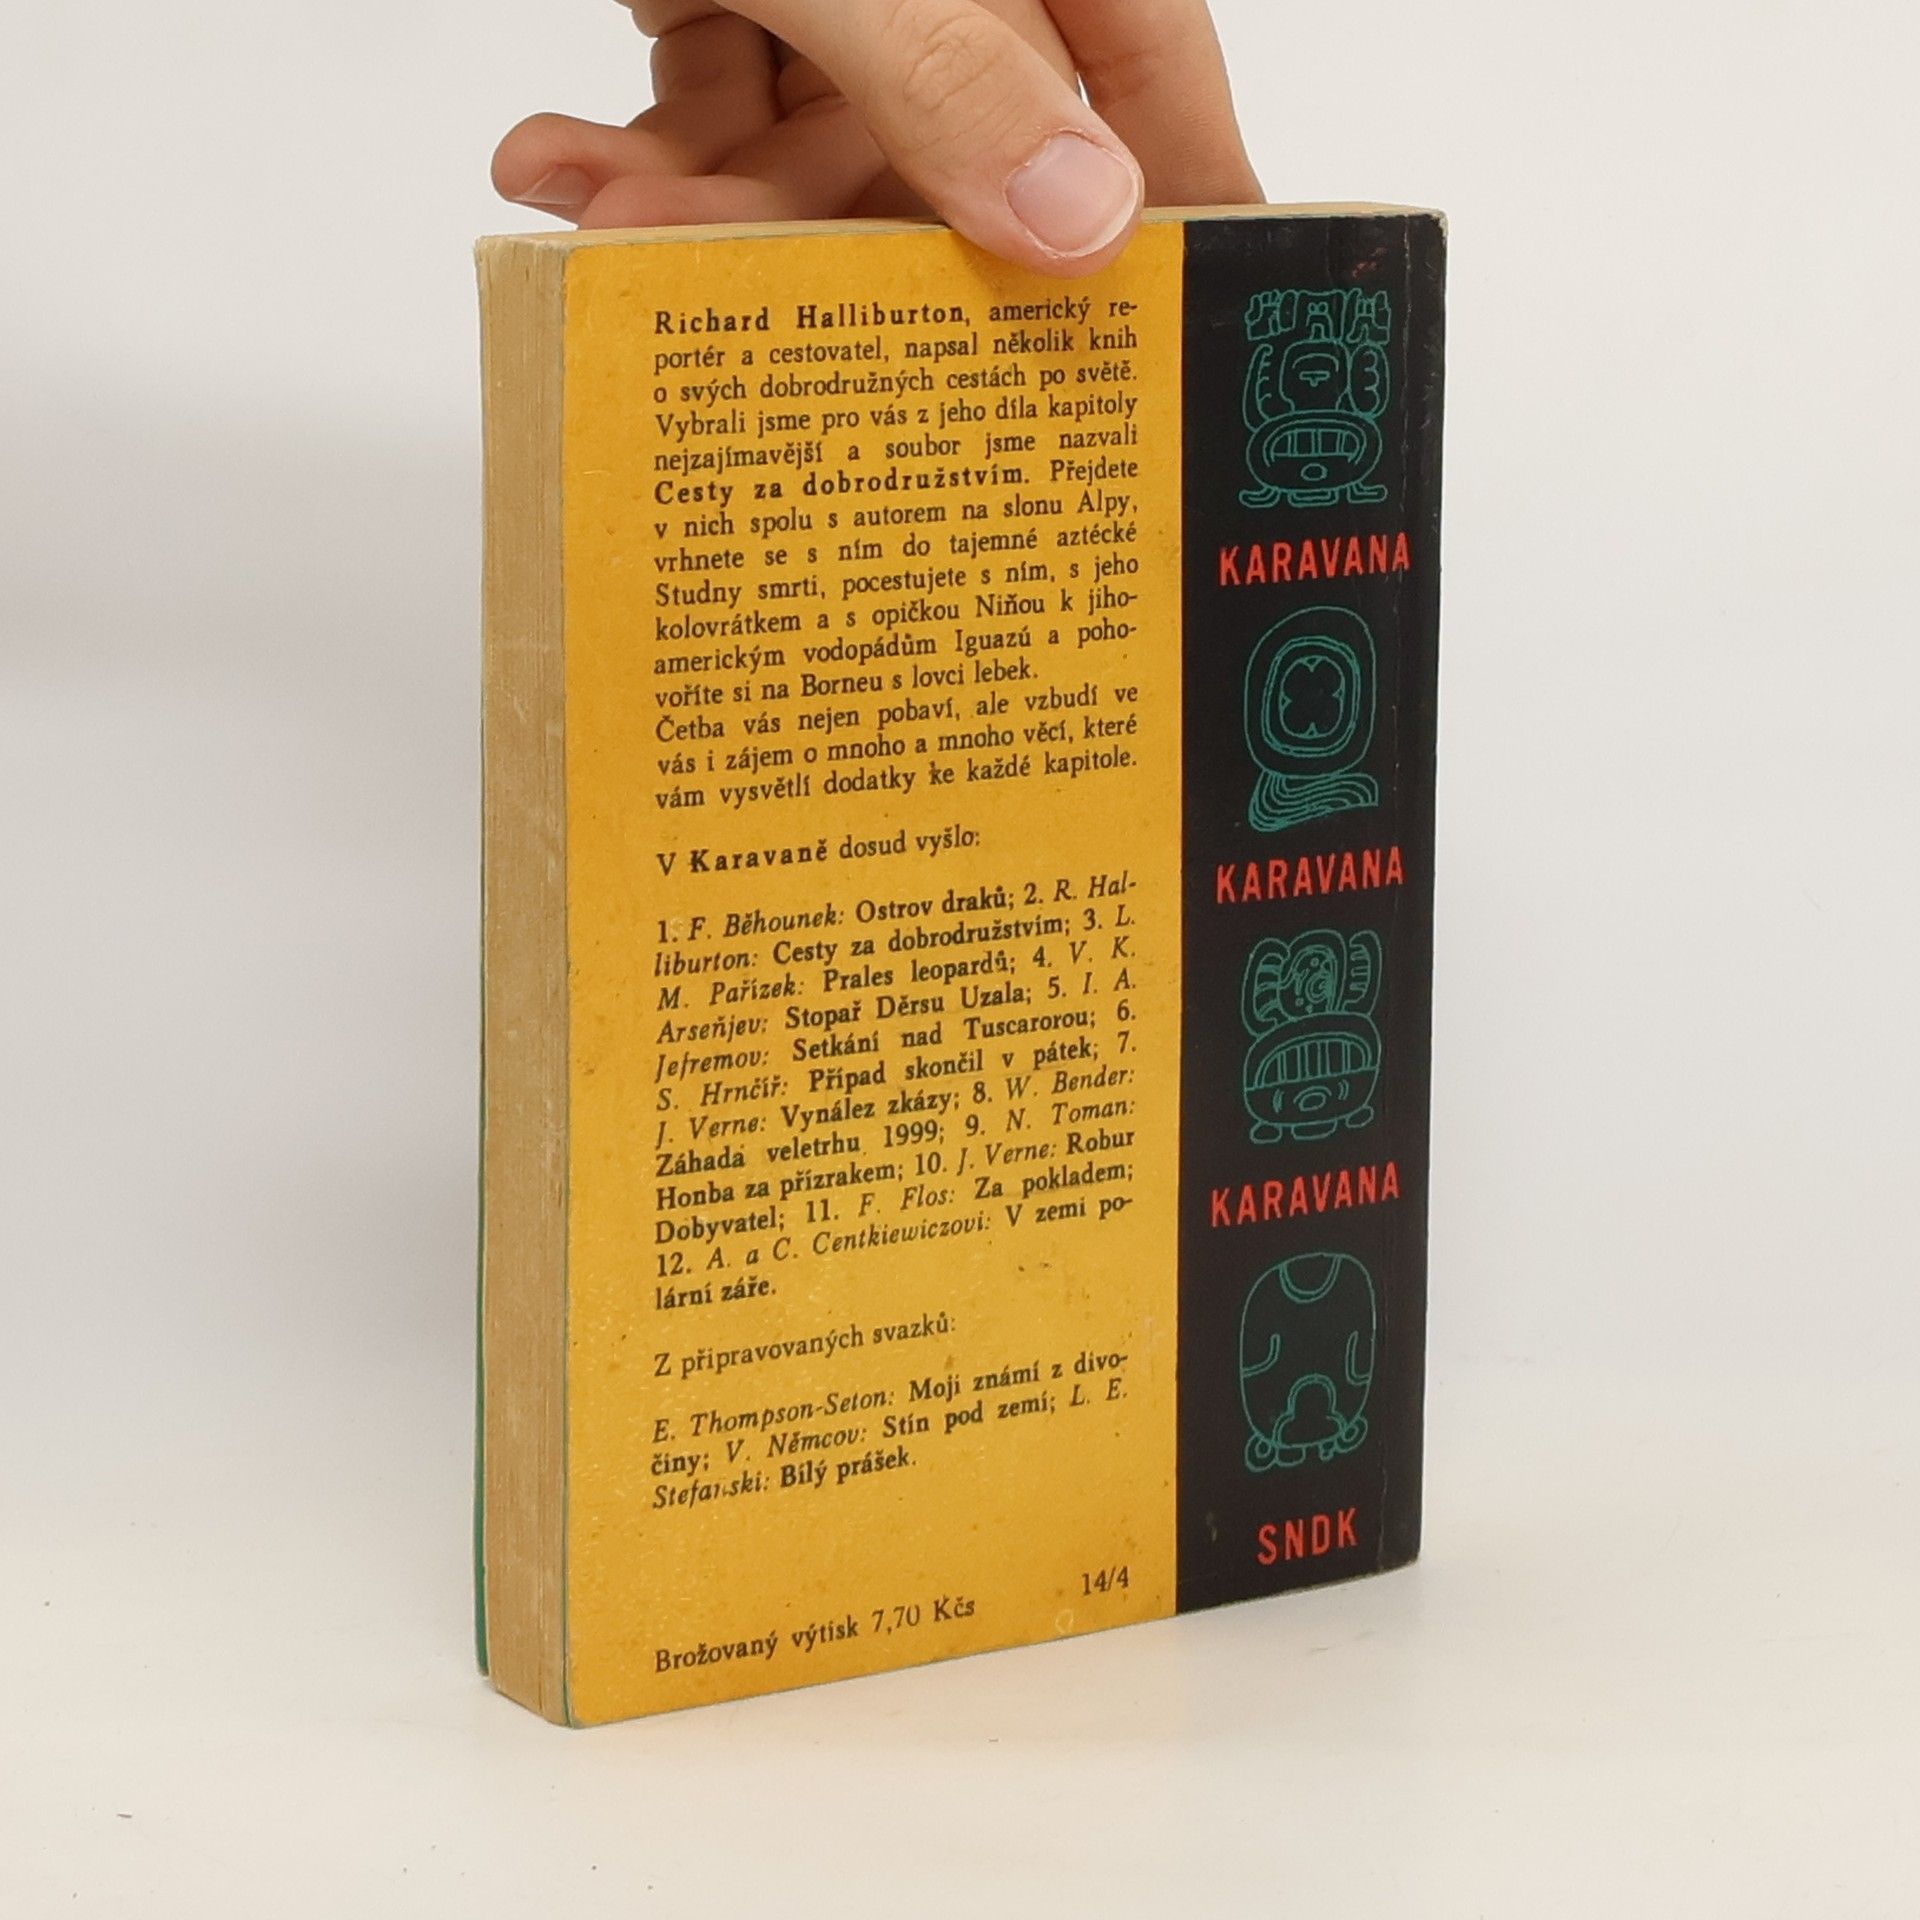 Richard Halliburton, americký re-
portér a cestovatel, napsal několik knih
o svých dobrodružných cestách po světě.
Vybrali jsme pro vás z jeho díla kapitoly
nejzajímavější a soubor jsme nazvali
Cesty za dobrodružstvím. Přejdete
v nich spolu s autorem na slonu Alpy,
vrhnete se s ním do tajemné aztécké
Studny smrti, pocestujete s ním, s jeho
kolovrátkem a s opičkou Niňou k jiho-
americkým vodopádům Iguazú a poho-
voříte si na Borneu s lovci lebek.
Četba vás nejen pobaví, ale vzbudí ve
vás i zájem o mnoho a mnoho věcí, které
vám vysvětlí dodatky ke každé kapitole.
V Karavaně dosud vyšlo:
1. F. Běhounek: Ostrov draků; 2. R. Hal-
liburton: Cesty za dobrodružstvím; 3. L.
M. Pařízek: Prales leopardů; 4. V. K.
Arseňjev: Stopař Děrsu Uzala; 5. I. A.
Jefremov: Setkání nad Tuscarorou; 6.
S. Hrnčíř: Případ skončil v pátek; 7.
J. Verne: Vynález zkázy; 8. W. Bender:
Záhada veletrhu 1999; 9. N. Toman:
Honba za přízrakem; 10. J. Verne: Robur
Dobyvatel; 11. F. Flos: Za pokladem;
12. A. a C. Centkiewiczovi: V zemi po-
lární záře.
Z připravovaných svazků:
E. Thompson-Seton: Moji známí z divo-
činy; V. Němcov: Stín pod zemí; L. E.
Stefanski: Bílý prášek.
14/4
Brožovaný výtisk 7,70 Kčs
KARAVANA
KARAVANA
KARAVANA
SNDK